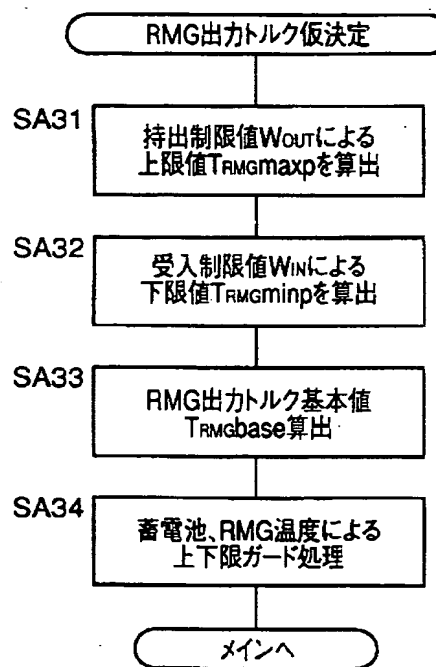 RMG出力トルク仮決定
SA31
持出制限値WOUTによる
上限値TRMGmaxpを算出
SA32
受入制限値WINによる
下限値TRMGminpを算出
SA33
RMG出力トルク基本値
TRMGbase算出
SA34
蓄電池、RMG温度による
上下限ガード処理
メインへ